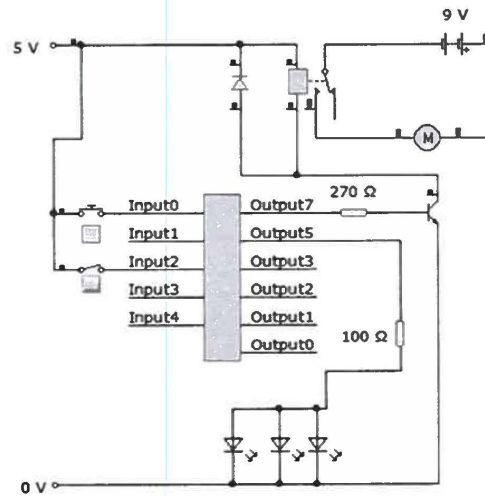 9 V
5 V
270 Ω
Input0
Output7
Input1
Output5
Input2
Output3
Input3
Output2
Input4
Output1
Output0
100 Ω
M
0 V